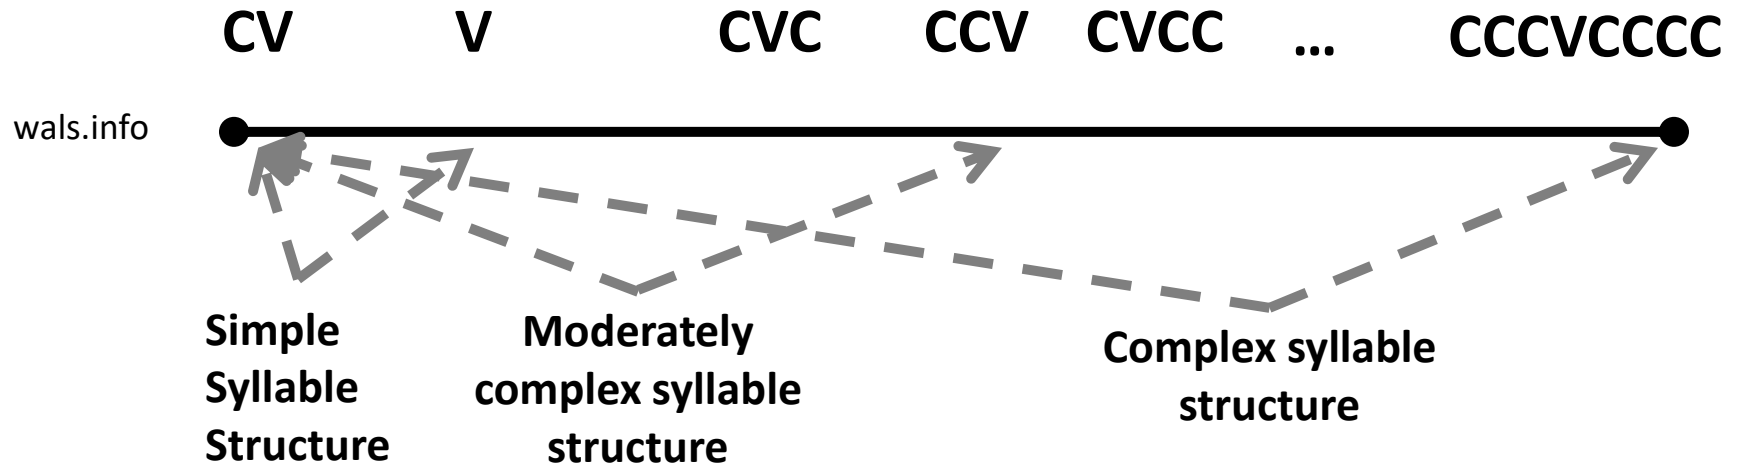 CV V CVC CCV CVCC ... CCCVCCCC
wals.info
Simple
Syllable
Structure
Moderately
complex syllable
structure
Complex syllable
structure